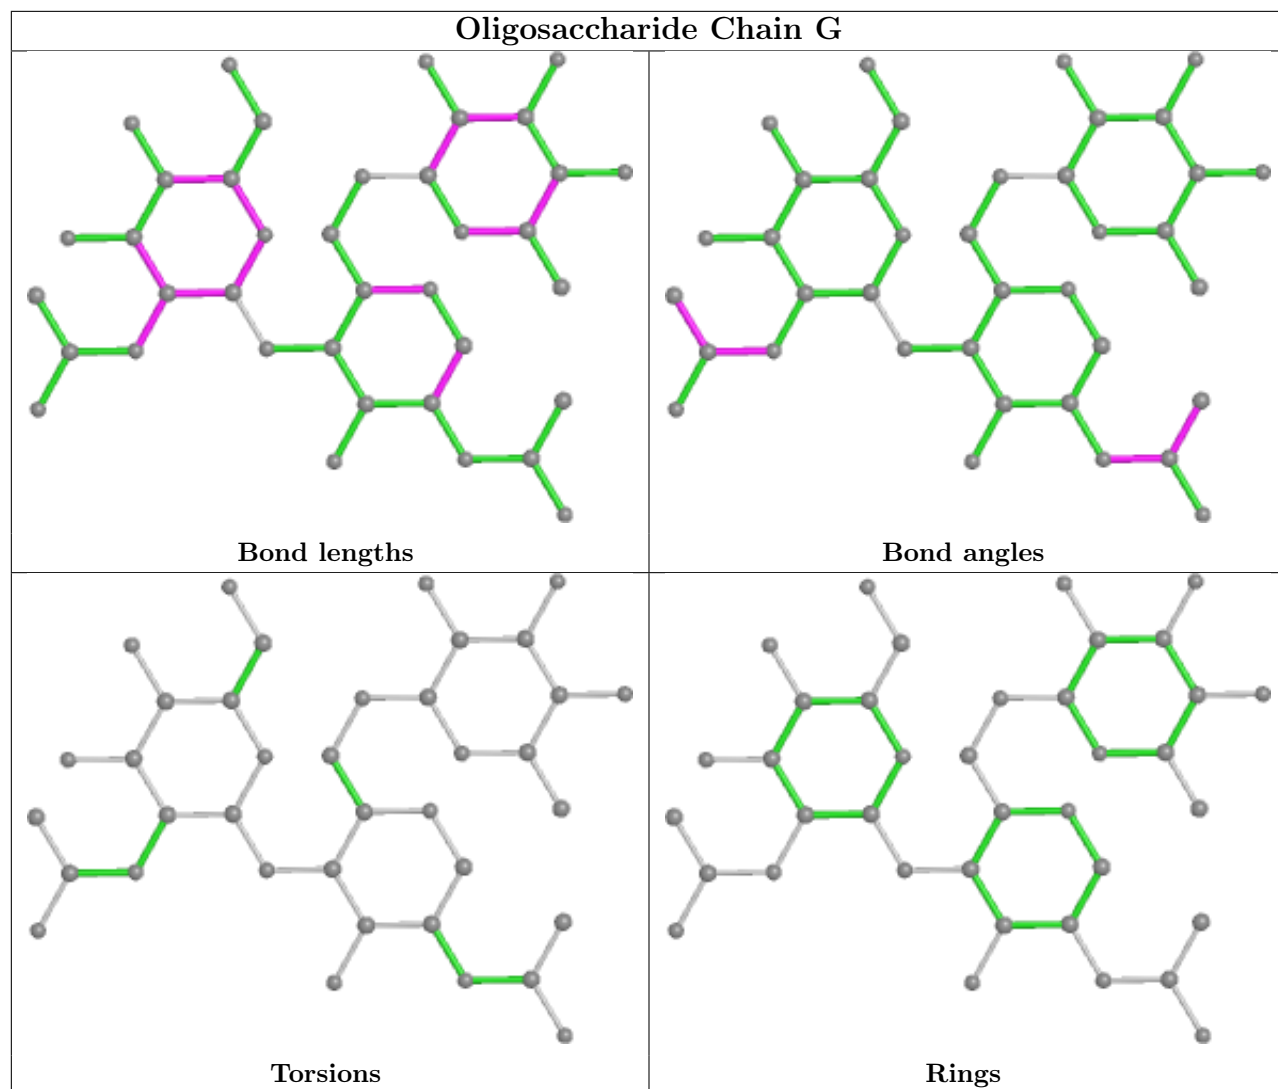 Oligosaccharide Chain G
Bond lengths
Bond angles
Torsions
Rings